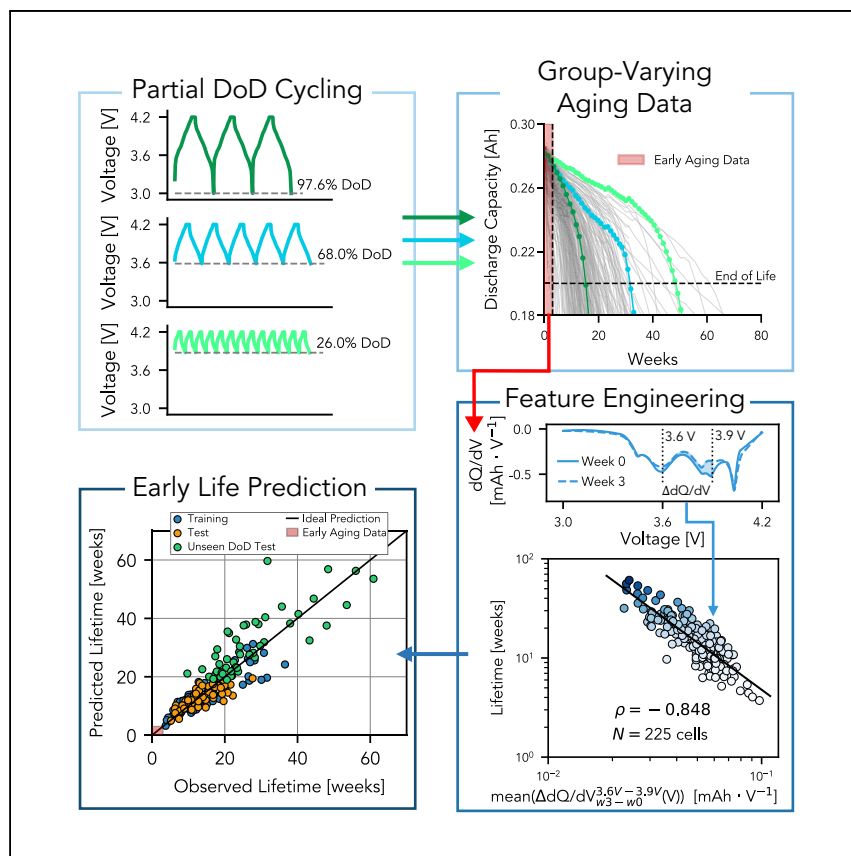 Partial DoD Cycling
Voltage [V]
4.2
3.6
3.0
97.6% DoD
Voltage [V]
4.2
3.6
3.0
68.0% DoD
Voltage [V]
4.2
3.6
3.0
26.0% DoD
Group-Varying
Aging Data
Discharge Capacity [Ah]
0.30
0.26
0.22
0.18
Early Aging Data
End of Life
0 20 40 60 80
Weeks
Feature Engineering
dQ/dV
[mAh · V⁻¹]
0.0
−0.5
3.6 V 3.9 V
Week 0
Week 3
ΔdQ/dV
3.0 3.6 4.2
Voltage [V]
Lifetime [weeks]
10²
10¹
10⁰
ρ = −0.848
N = 225 cells
10⁻² 10⁻¹
mean(ΔdQ/dV_{w3−w0}^{3.6V−3.9V}(V)) [mAh · V⁻¹]
Early Life Prediction
Training
Test
Unseen DoD Test
Ideal Prediction
Early Aging Data
Predicted Lifetime [weeks]
60
40
20
0
0 20 40 60
Observed Lifetime [weeks]